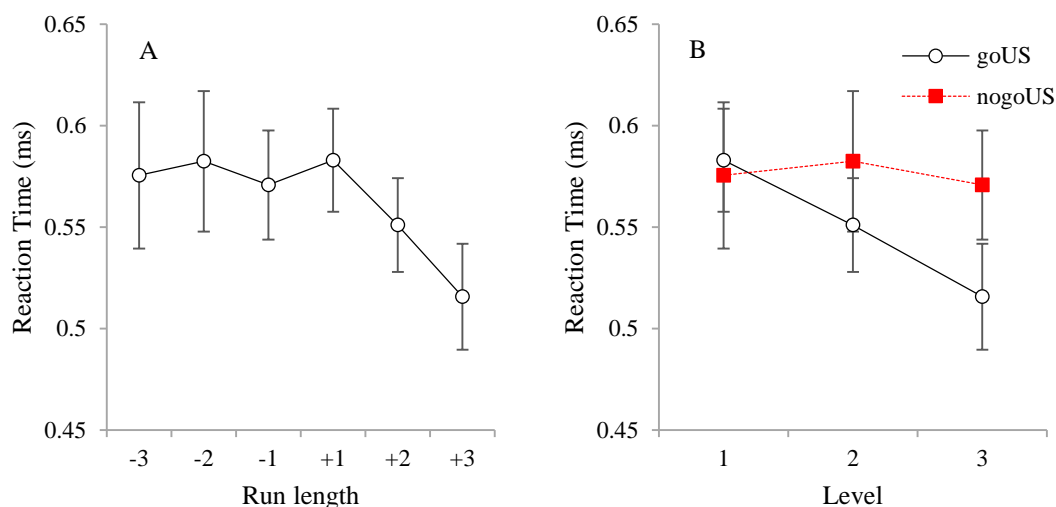 A
Reaction Time (ms)
0.65
0.6
0.55
0.5
0.45
-3 -2 -1 +1 +2 +3
Run length
B
goUS
nogoUS
Reaction Time (ms)
0.65
0.6
0.55
0.5
0.45
1 2 3
Level